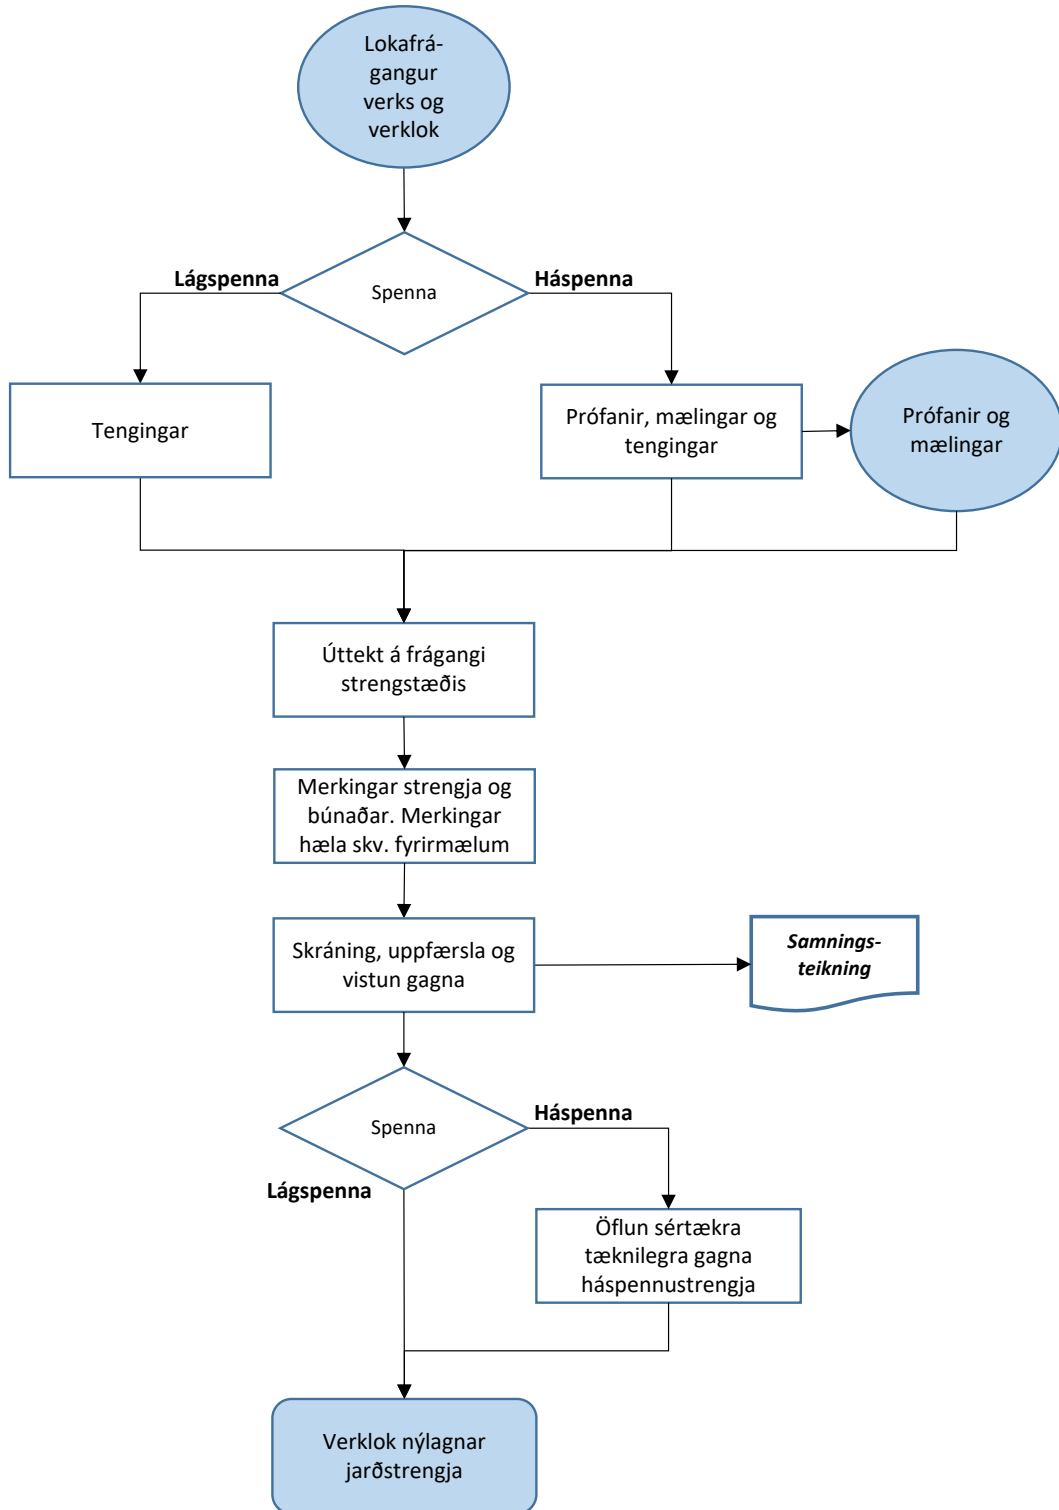 Lokafrá-
gangur
verks og
verklok
Lágspenna
Spenna
Háspenna
Tengingar
Prófanir, mælingar og
tengingar
Prófanir og
mælingar
Úttekt á frágangi
strengstæðis
Merkingar strengja og
búnaðar. Merkingar
hæla skv. fyrirmælum
Skráning, uppfærsla og
vistun gagna
Samnings-
teikning
Spenna
Háspenna
Lágspenna
Öflun sértækra
tæknilegra gagna
háspennustrengja
Verklok nýlagnar
jarðstrengja